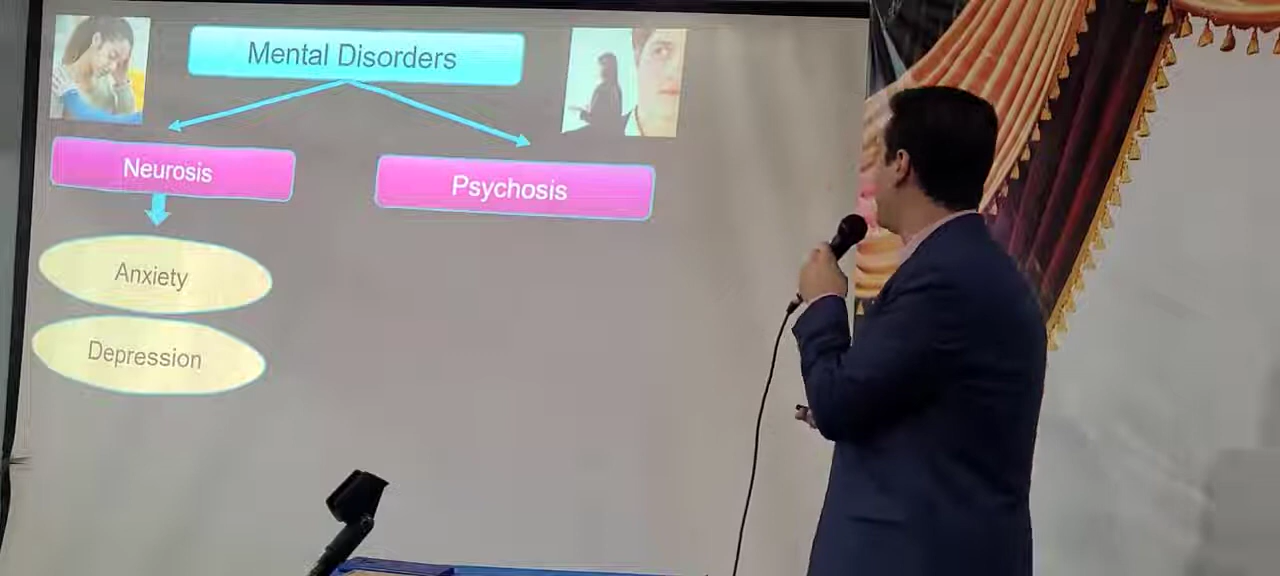 Mental Disorders
Neurosis
Psychosis
Anxiety
Depression